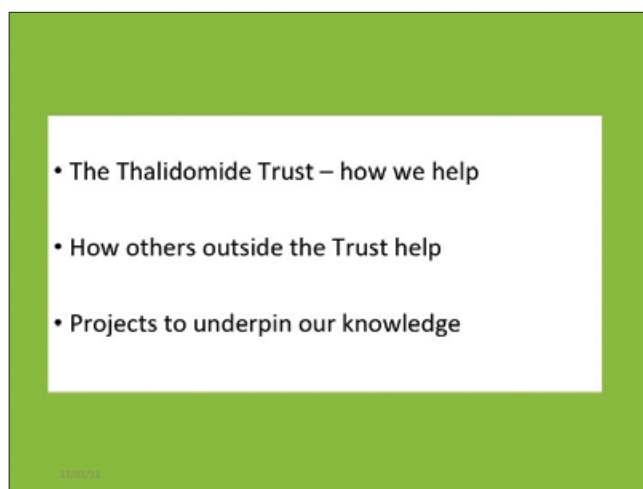 • The Thalidomide Trust – how we help
• How others outside the Trust help
• Projects to underpin our knowledge